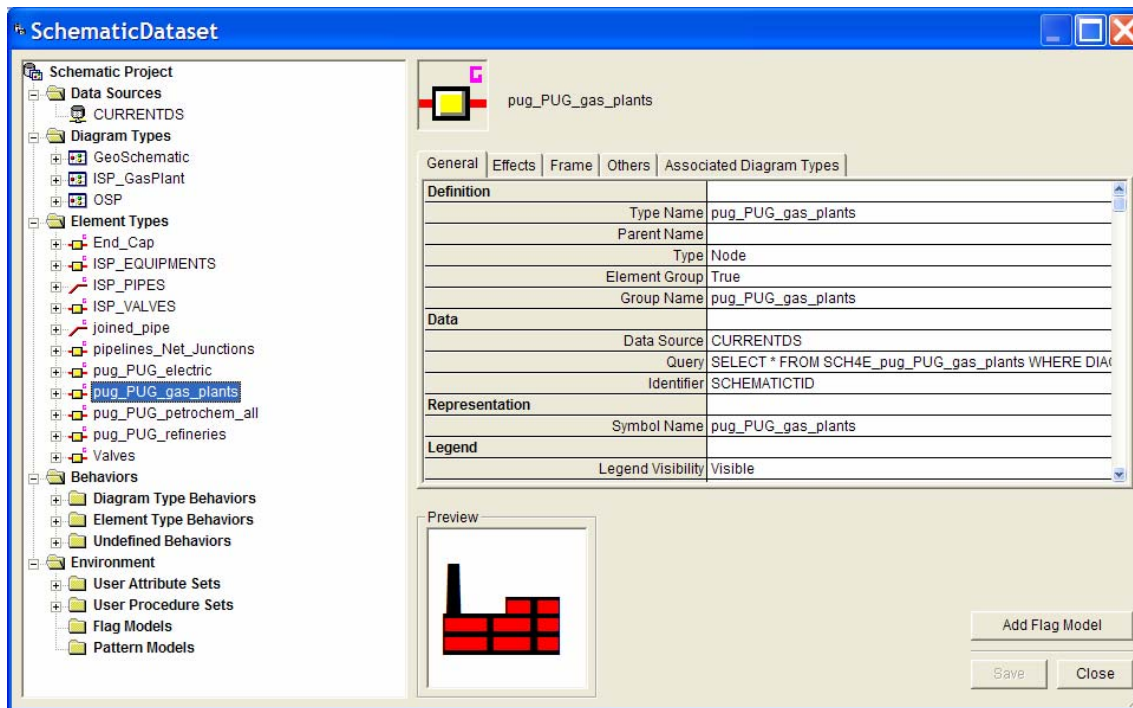 SchematicDataset
Schematic Project
Data Sources
CURRENTDS
Diagram Types
GeoSchematic
ISP_GasPlant
OSP
Element Types
End_Cap
ISP_EQUIPMENTS
ISP_PIPES
ISP_VALVES
joined_pipe
pipelines_Net_Junctions
pug_PUG_electric
pug_PUG_gas_plants
pug_PUG_petrochem_all
pug_PUG_refineries
Valves
Behaviors
Diagram Type Behaviors
Element Type Behaviors
Undefined Behaviors
Environment
User Attribute Sets
User Procedure Sets
Flag Models
Pattern Models
G
pug_PUG_gas_plants
General Effects Frame Others Associated Diagram Types
Definition
Type Name pug_PUG_gas_plants
Parent Name
Type Node
Element Group True
Group Name pug_PUG_gas_plants
Data
Data Source CURRENTDS
Query SELECT * FROM SCH4E_pug_PUG_gas_plants WHERE DIAG
Identifier SCHEMATICTID
Representation
Symbol Name pug_PUG_gas_plants
Legend
Legend Visibility Visible
Preview
Add Flag Model
Save Close